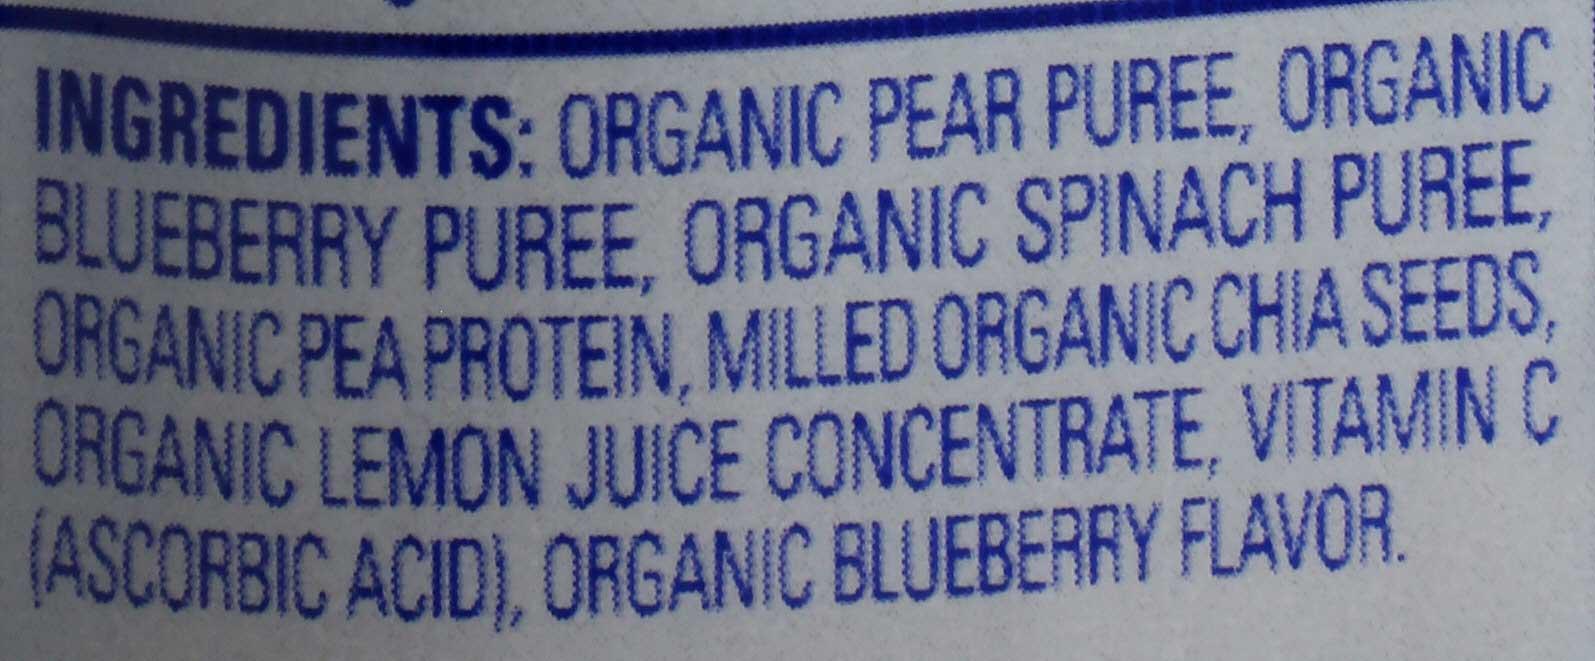 INGREDIENTS: ORGANIC PEAR PUREE, ORGANIC
BLUEBERRY PUREE, ORGANIC SPINACH PUREE,
ORGANIC PEA PROTEIN, MILLED ORGANIC CHIA SEEDS,
ORGANIC LEMON JUICE CONCENTRATE, VITAMIN C
(ASCORBIC ACID), ORGANIC BLUEBERRY FLAVOR.